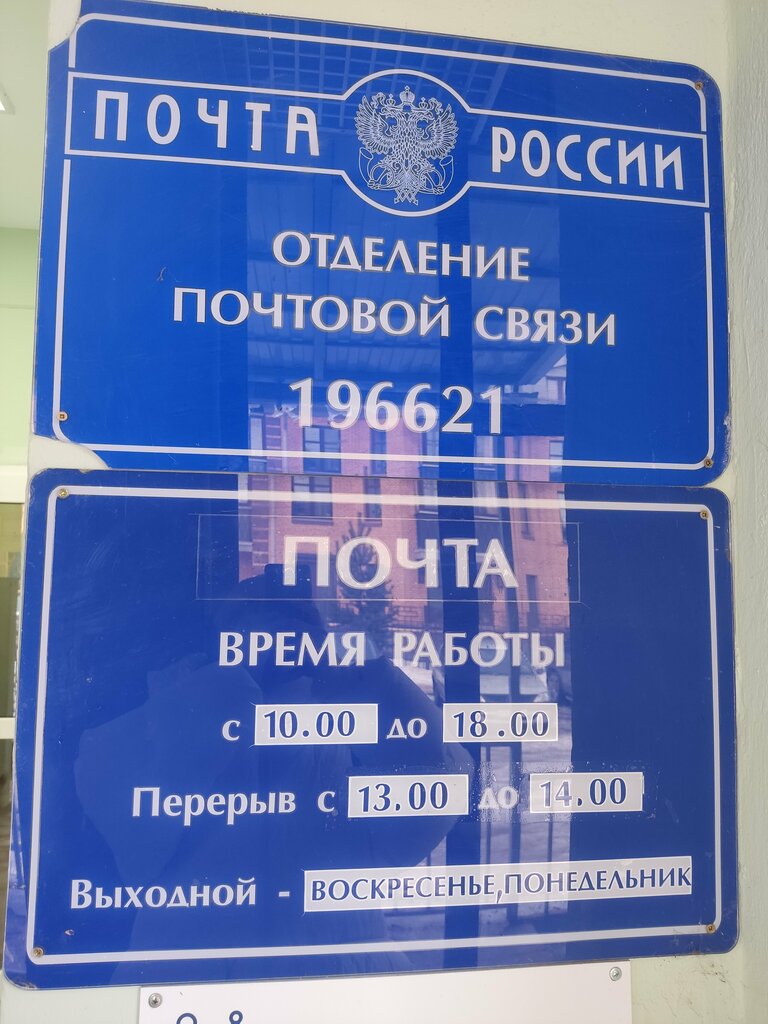 ПОЧТА РОССИИ
ОТДЕЛЕНИЕ
ПОЧТОВОЙ СВЯЗИ
196621
ПОЧТА
ВРЕМЯ РАБОТЫ
с 10.00 до 18.00
Перерыв с 13.00 до 14.00
Выходной - ВОСКРЕСЕНЬЕ,ПОНЕДЕЛЬНИК